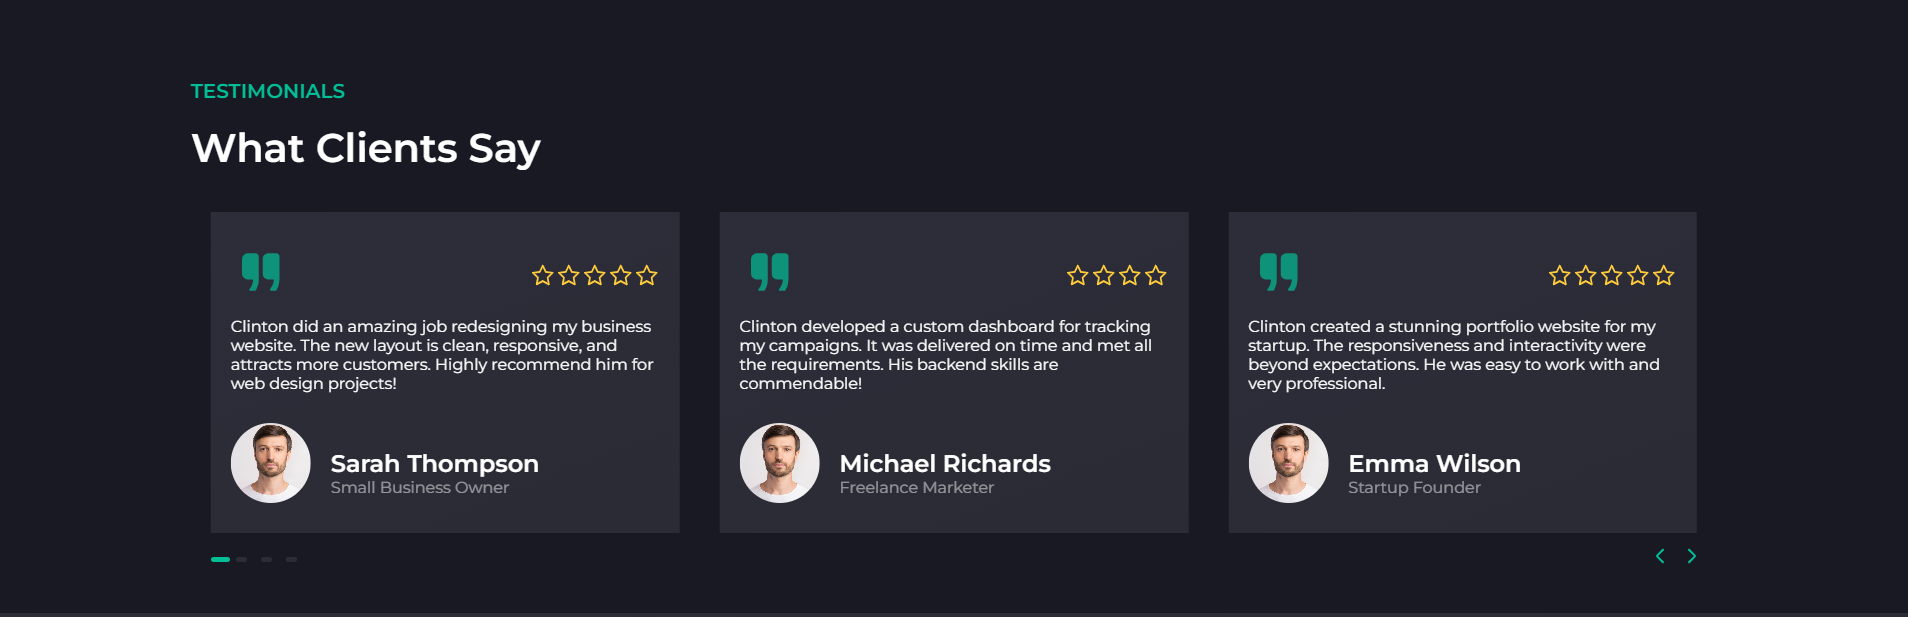 TESTIMONIALS
What Clients Say
Clinton did an amazing job redesigning my business
website. The new layout is clean, responsive, and
attracts more customers. Highly recommend him for
web design projects!
Sarah Thompson
Small Business Owner
Clinton developed a custom dashboard for tracking
my campaigns. It was delivered on time and met all
the requirements. His backend skills are
commendable!
Michael Richards
Freelance Marketer
Clinton created a stunning portfolio website for my
startup. The responsiveness and interactivity were
beyond expectations. He was easy to work with and
very professional.
Emma Wilson
Startup Founder